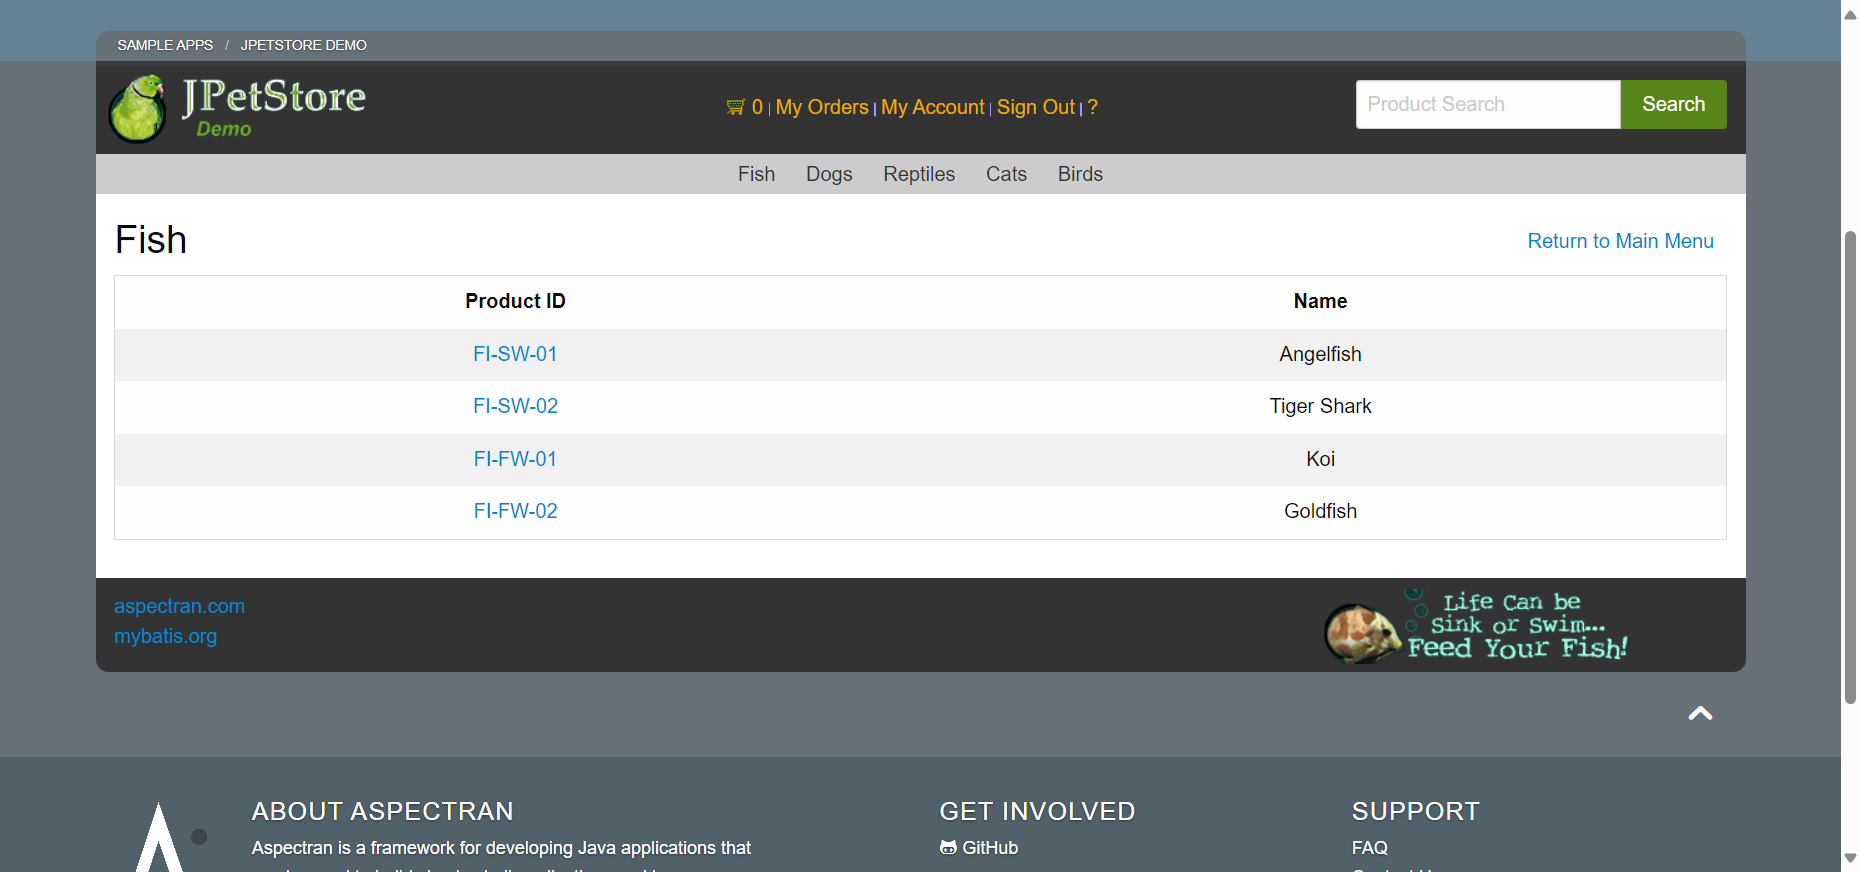 SAMPLE APPS / JPETSTORE DEMO
JPetStore
Demo
0 | My Orders | My Account | Sign Out | ?
Product Search
Search
Fish Dogs Reptiles Cats Birds
Fish
Return to Main Menu
Product ID Name
FI-SW-01 Angelfish
FI-SW-02 Tiger Shark
FI-FW-01 Koi
FI-FW-02 Goldfish
aspectran.com
mybatis.org
Life Can be
Sink or Swim...
Feed Your Fish!
ABOUT ASPECTRAN
Aspectran is a framework for developing Java applications that
GET INVOLVED
GitHub
SUPPORT
FAQ